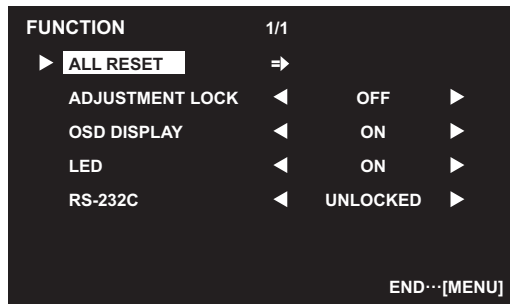 FUNCTION 1/1
ALL RESET
ADJUSTMENT LOCK OFF
OSD DISPLAY ON
LED ON
RS-232C UNLOCKED
END···[MENU]